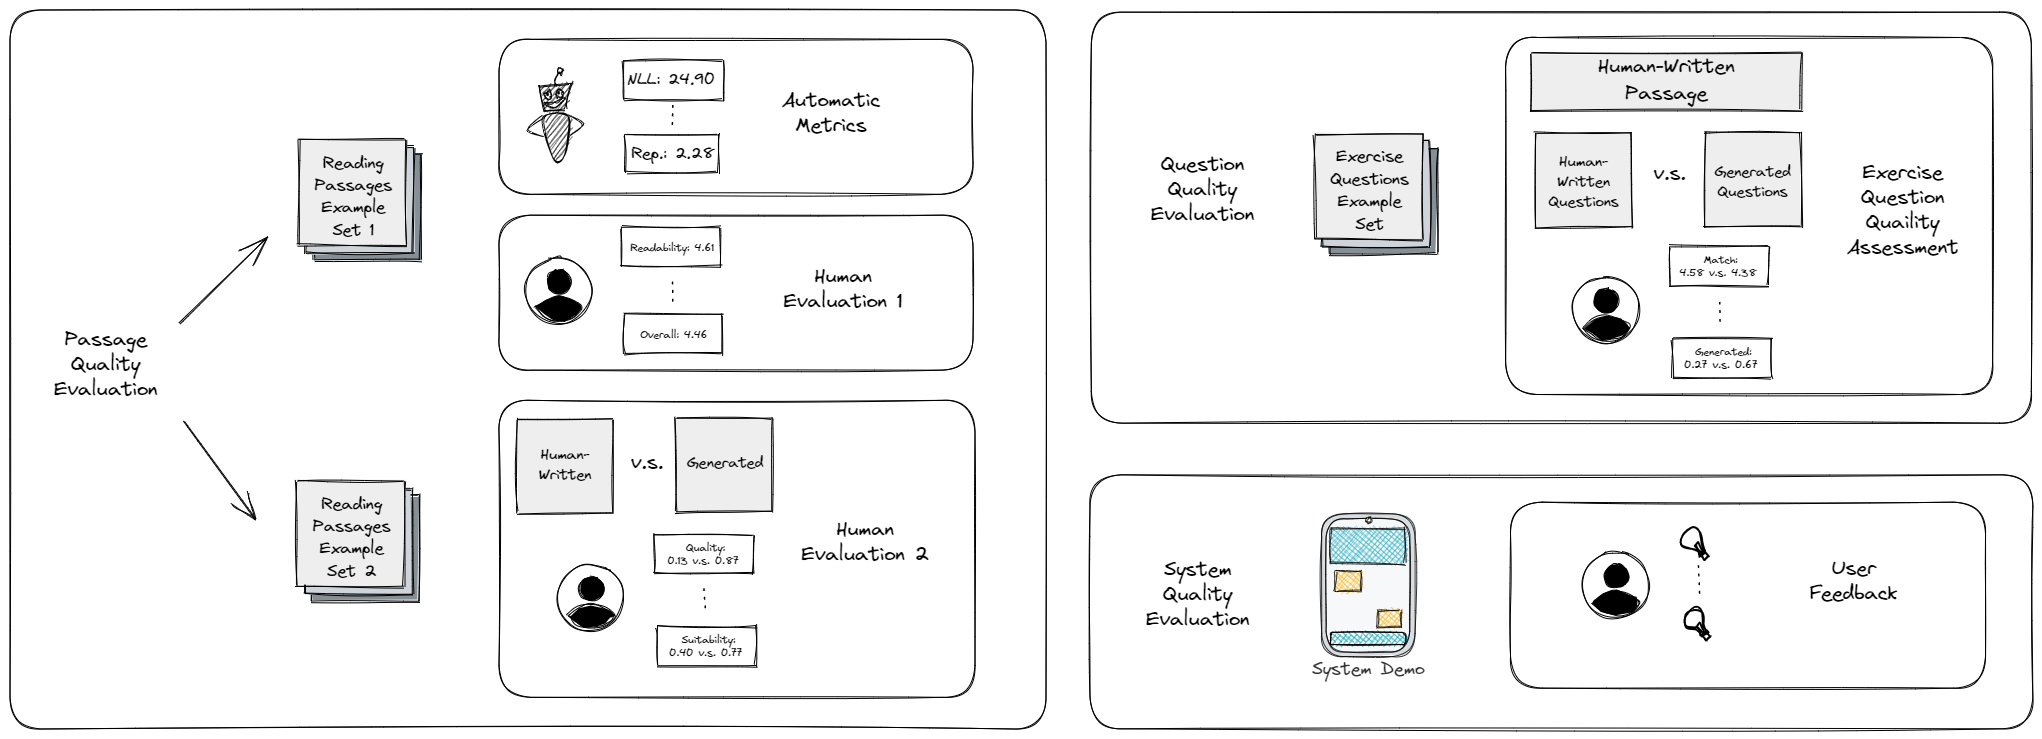 Passage
Quality
Evaluation
Reading
Passages
Example
Set 1
NLL: 24.90
Rep.: 2.28
Automatic
Metrics
Readability: 4.61
Overall: 4.46
Human
Evaluation 1
Reading
Passages
Example
Set 2
Human-
Written
v.s.
Generated
Quality:
0.13 v.s. 0.87
Suitability:
0.40 v.s. 0.77
Human
Evaluation 2
Question
Quality
Evaluation
Exercise
Questions
Example
Set
Human-Written
Passage
Human-
Written
Questions
v.s.
Generated
Questions
Match:
4.58 v.s. 4.38
Generated:
0.27 v.s. 0.67
Exercise
Question
Quaility
Assessment
System
Quality
Evaluation
System Demo
User
Feedback